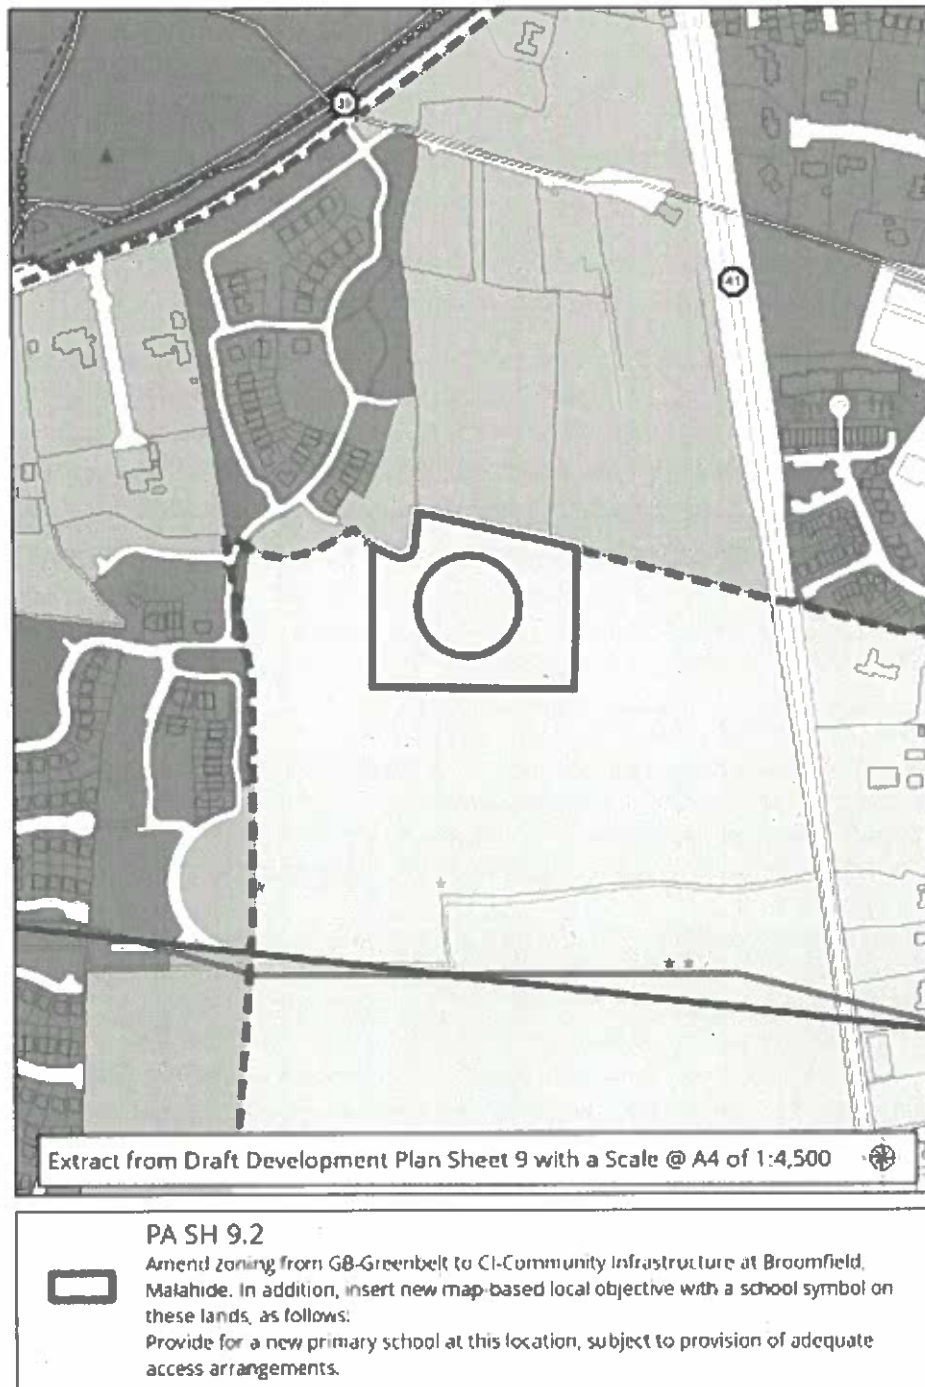 41
Extract from Draft Development Plan Sheet 9 with a Scale @ A4 of 1:4,500
PA SH 9.2
Amend zoning from GB-Greenbelt to CI-Community Infrastructure at Broomfield,
Malahide. In addition, insert new map-based local objective with a school symbol on
these lands, as follows:
Provide for a new primary school at this location, subject to provision of adequate
access arrangements.